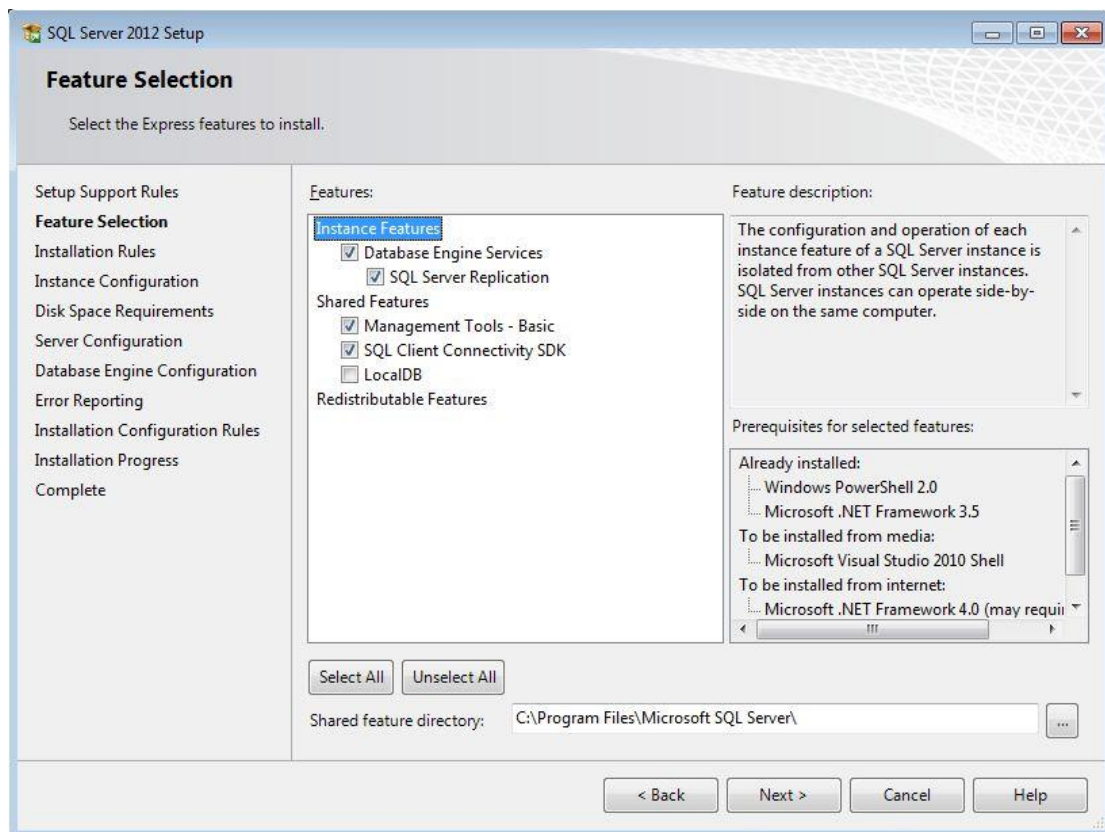 SQL Server 2012 Setup
Feature Selection
Select the Express features to install.
Setup Support Rules
Feature Selection
Installation Rules
Instance Configuration
Disk Space Requirements
Server Configuration
Database Engine Configuration
Error Reporting
Installation Configuration Rules
Installation Progress
Complete
Features:
Instance Features
Database Engine Services
SQL Server Replication
Shared Features
Management Tools - Basic
SQL Client Connectivity SDK
LocalDB
Redistributable Features
Feature description:
The configuration and operation of each
instance feature of a SQL Server instance is
isolated from other SQL Server instances.
SQL Server instances can operate side-by-
side on the same computer.
Prerequisites for selected features:
Already installed:
Windows PowerShell 2.0
Microsoft .NET Framework 3.5
To be installed from media:
Microsoft Visual Studio 2010 Shell
To be installed from internet:
Microsoft .NET Framework 4.0 (may requi
Select All
Unselect All
Shared feature directory:
C:\Program Files\Microsoft SQL Server\
...
< Back
Next >
Cancel
Help